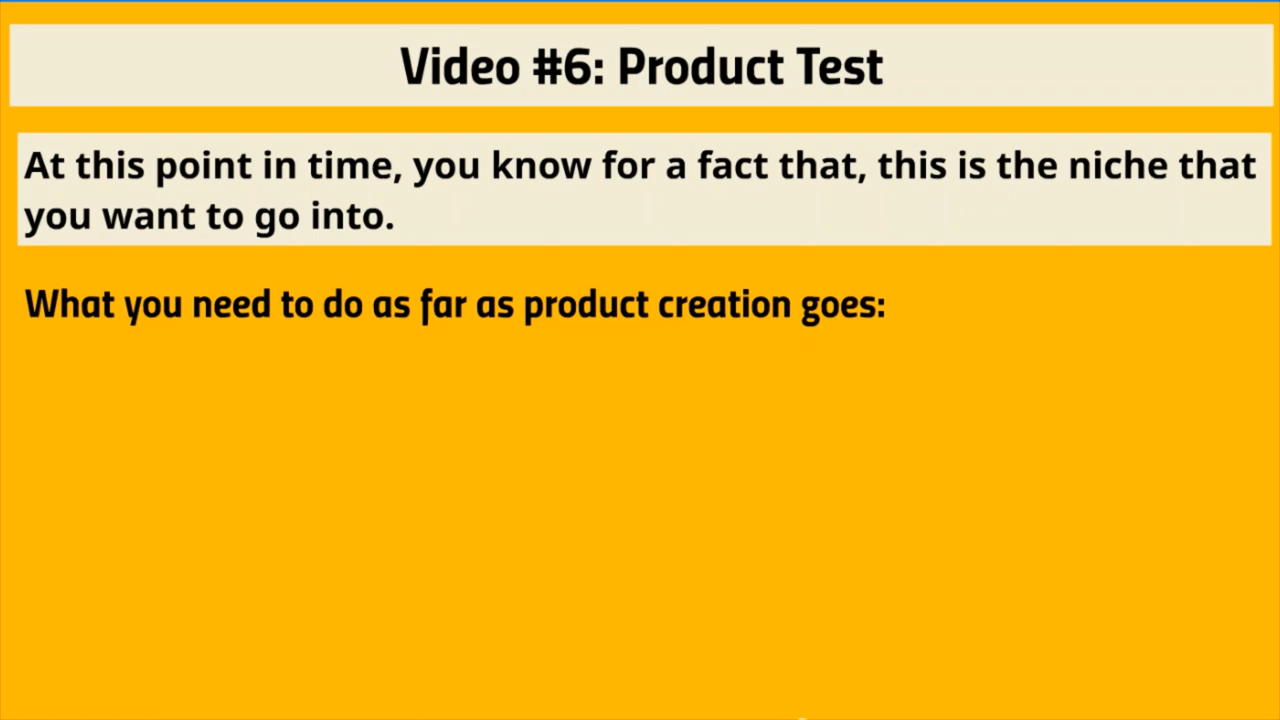 Video #6: Product Test
At this point in time, you know for a fact that, this is the niche that
you want to go into.
What you need to do as far as product creation goes: